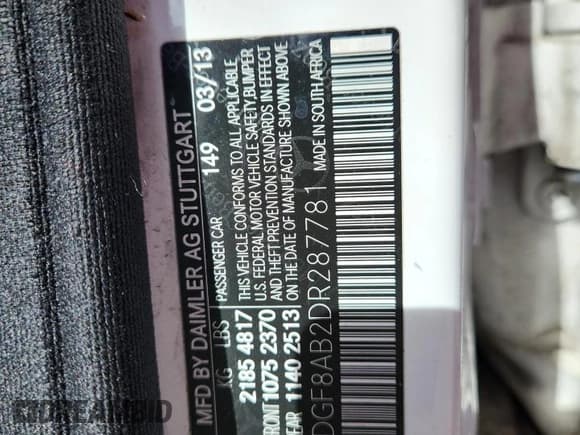 MFD BY DAIMLER AG STUTTGART
PASSENGER CAR 149 03/13
KG LBS THIS VEHICLE CONFORMS TO ALL APPLICABLE
2185 4817 U.S. FEDERAL MOTOR VEHICLE SAFETY,BUMPER
AND THEFT PREVENTION STANDARDS IN EFFECT
1075 2370 ON THE DATE OF MANUFACTURE SHOWN ABOVE
1140 2513
DGF8AB2DR287781 MADE IN SOUTH AFRICA